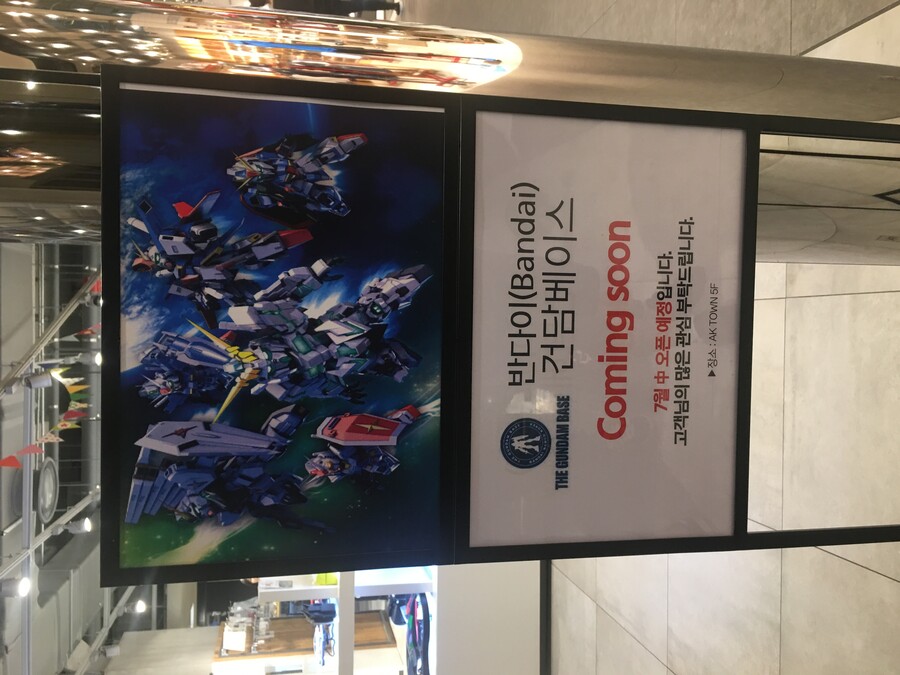 THE GUNDAM BASE
반다이(Bandai)
건담베이스
Coming soon
7월 中 오픈 예정입니다.
고객님의 많은 관심 부탁드립니다.
▶ 장소 : AK TOWN 5F